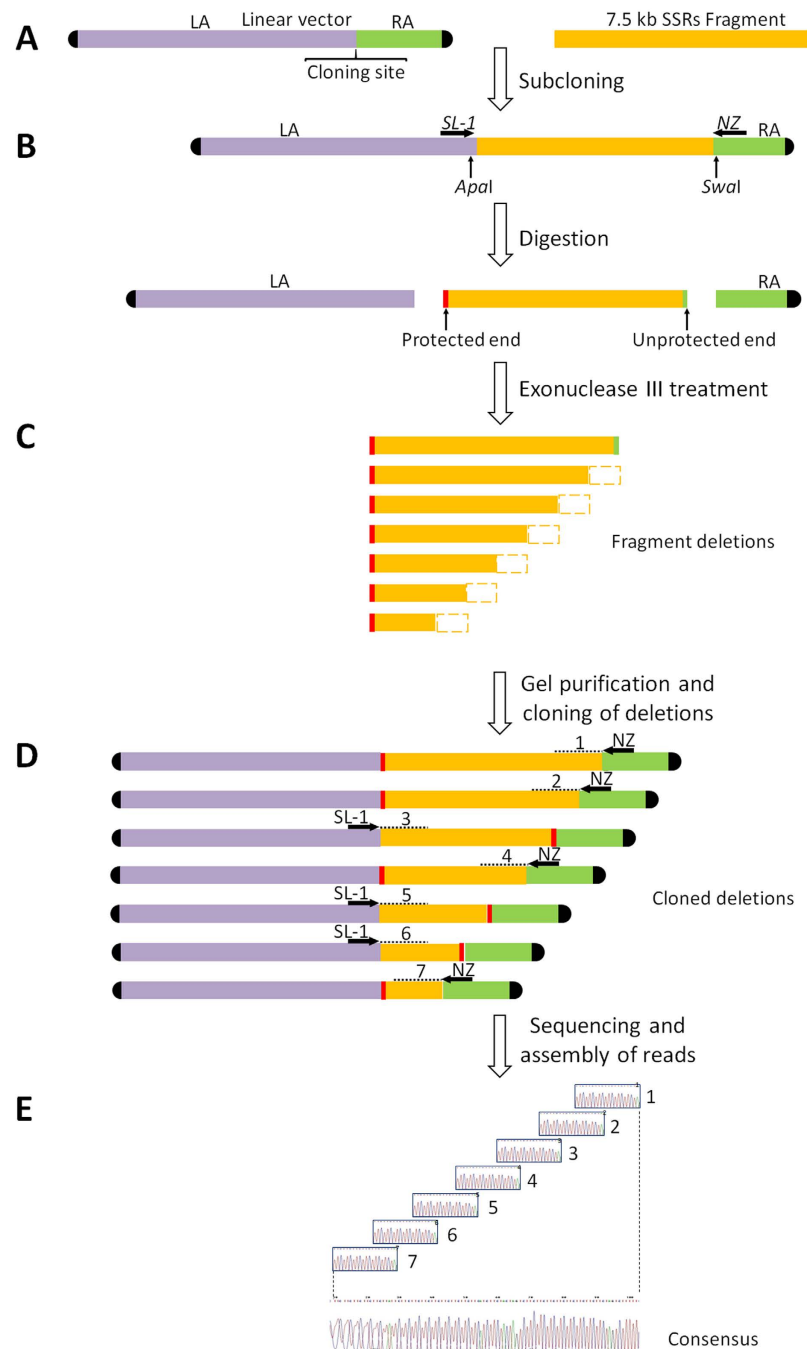 A
LA Linear vector RA
7.5 kb SSRs Fragment
Cloning site
Subcloning
B
LA SL-1 NZ RA
ApaI SwaI
Digestion
LA RA
Protected end Unprotected end
Exonuclease III treatment
C
Fragment deletions
Gel purification and
cloning of deletions
D
1 NZ
2 NZ
SL-1 3
4 NZ
SL-1 5
Cloned deletions
SL-1 6
7 NZ
Sequencing and
assembly of reads
E
1
2
3
4
5
6
7
Consensus